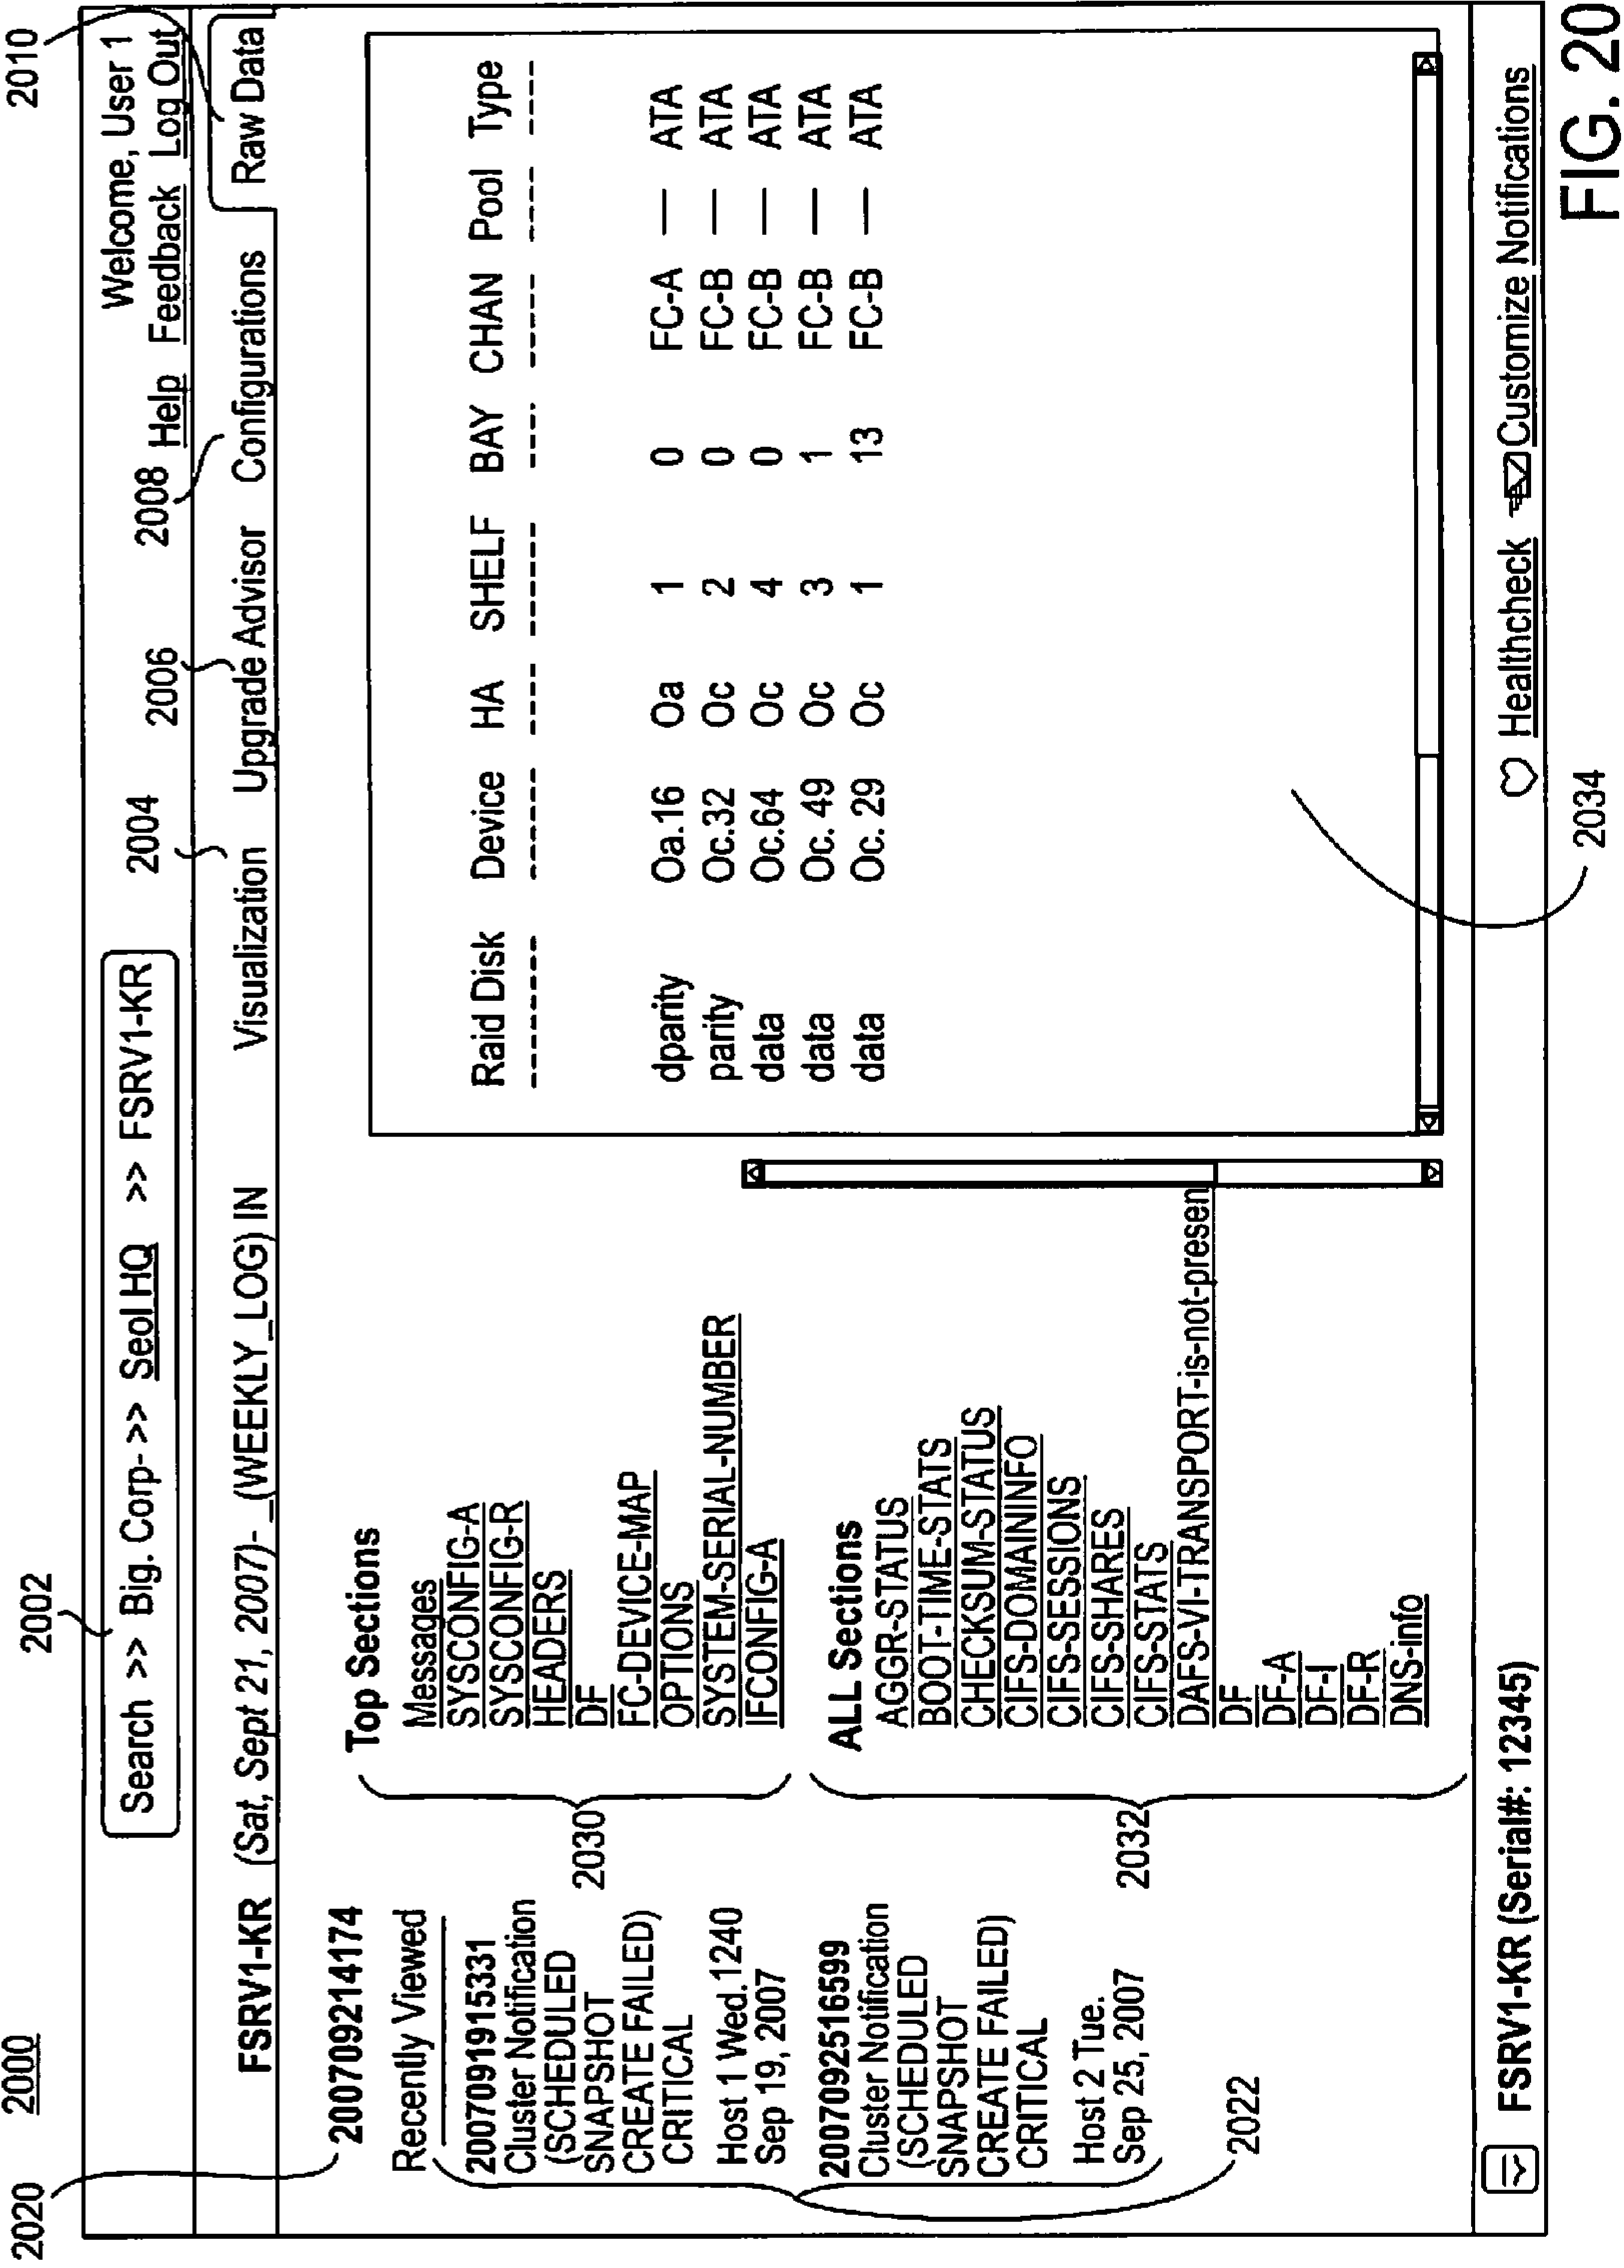 2000
2020
2002
2004
2006
2008
2010
Search >> Big. Corp- >> Seol HQ >> FSRV1-KR
Welcome, User 1
Help Feedback Log Out
FSRV1-KR (Sat, Sept 21, 2007)- _(WEEKLY_LOG) IN
Visualization Upgrade Advisor Configurations Raw Data
200709214174
Recently Viewed
2007091915331
Cluster Notification
(SCHEDULED
SNAPSHOT
CREATE FAILED)
CRITICAL
Host 1 Wed. 1240
Sep 19, 2007
200709251 6599
Cluster Notification
(SCHEDULED
SNAPSHOT
CREATE FAILED)
CRITICAL
Host 2 Tue.
Sep 25, 2007
2022
2030
Top Sections
Messages
SYSCONFIG-A
SYSCONFIG-R
HEADERS
DF
FC-DEVICE-MAP
OPTIONS
SYSTEM-SERIAL-NUMBER
IFCONFIG-A
2032
ALL Sections
AGGR-STATUS
BOOT-TIME-STATS
CHECKSUM-STATUS
CIFS-DOMAININFO
CIFS-SESSIONS
CIFS-SHARES
CIFS-STATS
DAFS-VI-TRANSPORT-is-not-presen
DF
DF-A
DF-I
DF-R
DNS-info
Raid Disk Device HA SHELF BAY CHAN Pool Type
--------- ------ ---- ------ ---- ---- ---- ----
dparity Oa.16 Oa 1 0 FC-A — ATA
parity Oc.32 Oc 2 0 FC-B — ATA
data Oc.64 Oc 4 0 FC-B — ATA
data Oc. 49 Oc 3 1 FC-B — ATA
data Oc. 29 Oc 1 13 FC-B — ATA
FSRV1-KR (Serial#: 12345)
Healthcheck Customize Notifications
2034
FIG. 20